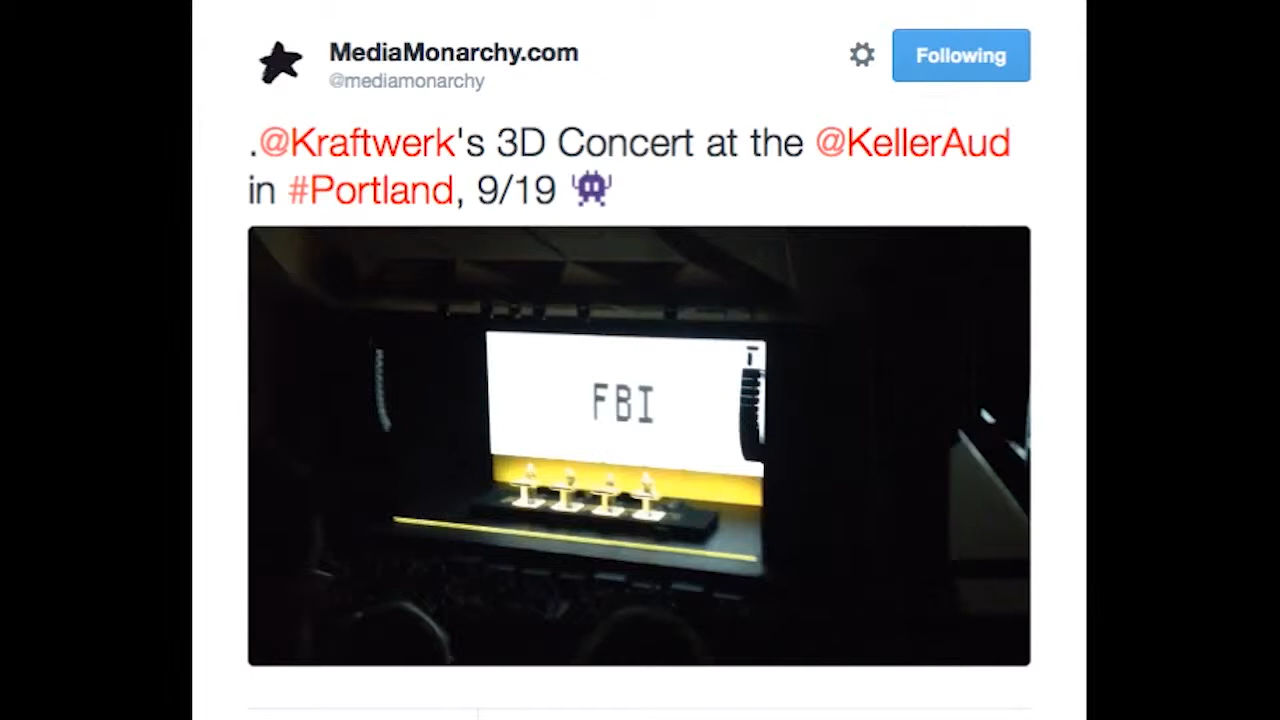 MediaMonarchy.com
@mediamonarchy
Following
.@Kraftwerk's 3D Concert at the @KellerAud
in #Portland, 9/19
FBI